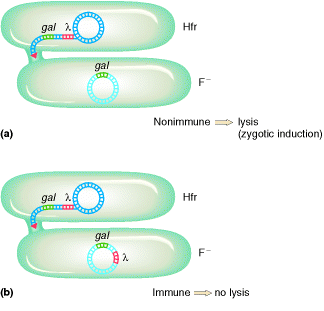 gal λ
Hfr
gal
F⁻
Nonimmune ⇨ lysis
(zygotic induction)
(a)
gal λ
Hfr
gal
λ
F⁻
(b)
Immune ⇨ no lysis